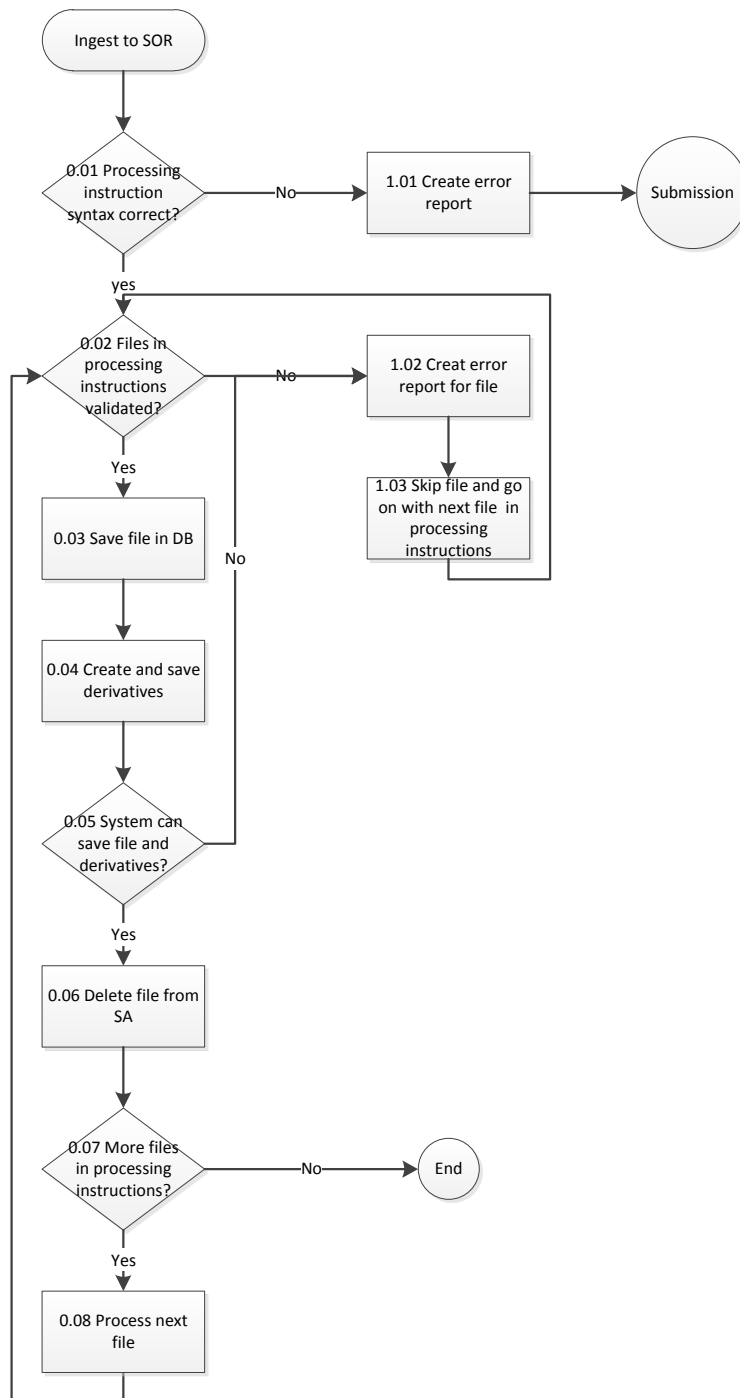 Ingest to SOR
0.01 Processing
instruction
syntax correct?
No
1.01 Create error
report
Submission
yes
0.02 Files in
processing
instructions
validated?
No
1.02 Creat error
report for file
Yes
1.03 Skip file and go
on with next file in
processing
instructions
0.03 Save file in DB
No
0.04 Create and save
derivatives
0.05 System can
save file and
derivatives?
Yes
0.06 Delete file from
SA
0.07 More files
in processing
instructions?
No
End
Yes
0.08 Process next
file